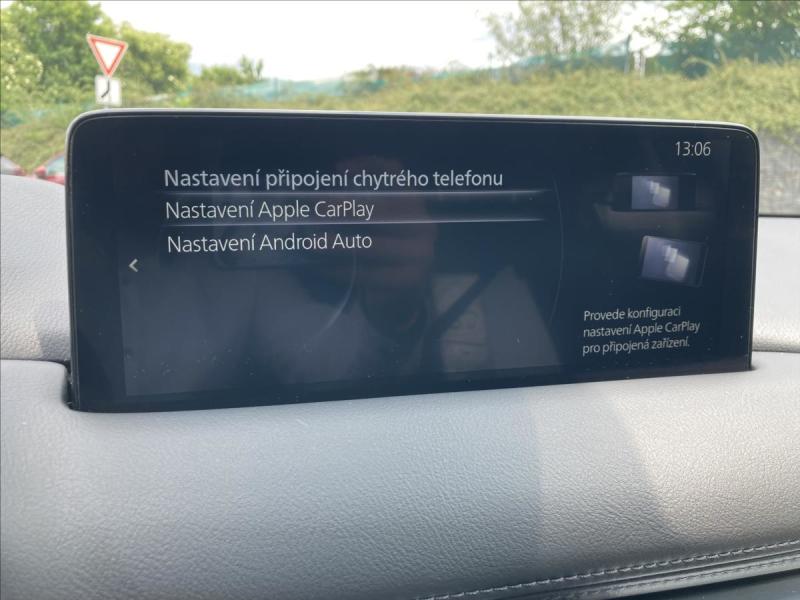 13:06
Nastavení připojení chytrého telefonu
Nastavení Apple CarPlay
Nastavení Android Auto
Provede konfiguraci
nastavení Apple CarPlay
pro připojená zařízení.